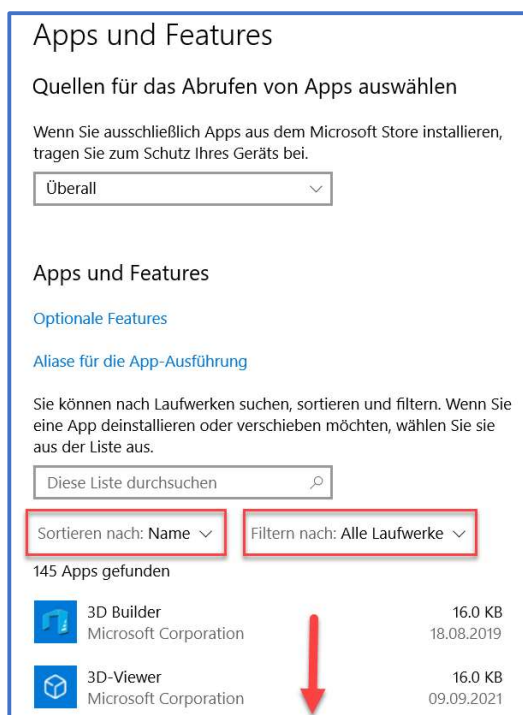 Apps und Features
Quellen für das Abrufen von Apps auswählen
Wenn Sie ausschließlich Apps aus dem Microsoft Store installieren,
tragen Sie zum Schutz Ihres Geräts bei.
Überall
Apps und Features
Optionale Features
Aliase für die App-Ausführung
Sie können nach Laufwerken suchen, sortieren und filtern. Wenn Sie
eine App deinstallieren oder verschieben möchten, wählen Sie sie
aus der Liste aus.
Diese Liste durchsuchen
Sortieren nach: Name Filtern nach: Alle Laufwerke
145 Apps gefunden
3D Builder 16.0 KB
Microsoft Corporation 18.08.2019
3D-Viewer 16.0 KB
Microsoft Corporation 09.09.2021